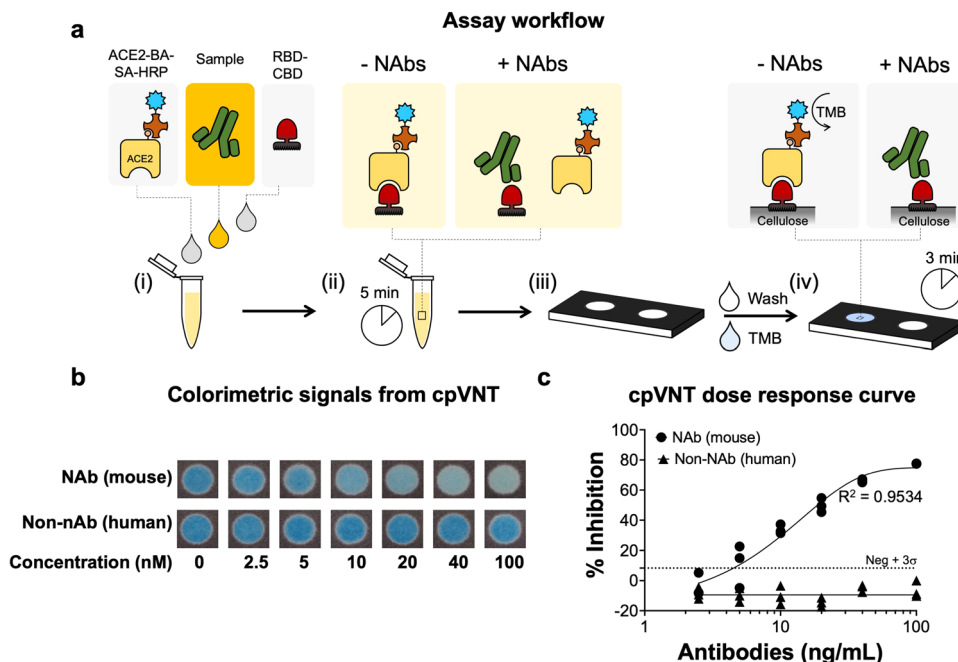 Assay workflow
a
ACE2-BA-
SA-HRP
Sample
RBD-
CBD
ACE2
- NAbs
+ NAbs
- NAbs
+ NAbs
TMB
Cellulose
Cellulose
(i)
(ii)
5 min
(iii)
Wash
TMB
(iv)
3 min
b
Colorimetric signals from cpVNT
NAb (mouse)
Non-nAb (human)
Concentration (nM)
0
2.5
5
10
20
40
100
c
cpVNT dose response curve
% Inhibition
100
80
60
40
20
0
-20
NAb (mouse)
Non-NAb (human)
R² = 0.9534
Neg + 3σ
1
10
100
Antibodies (ng/mL)